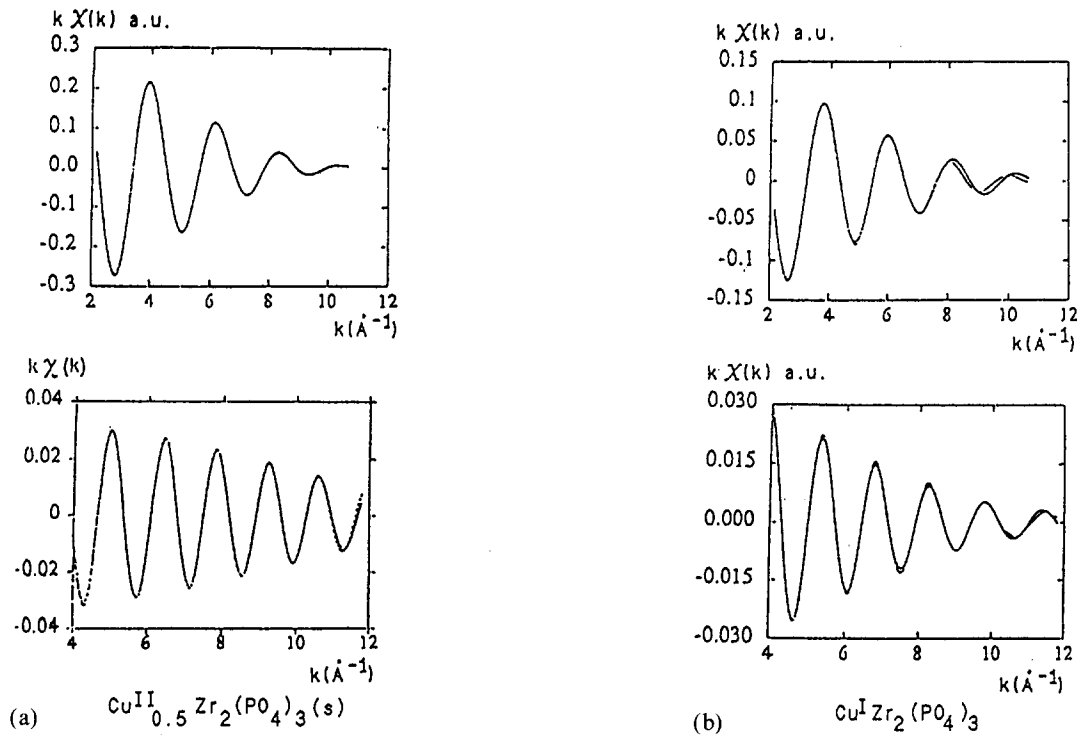 k χ(k) a.u.
0.3
0.2
0.1
0.0
-0.1
-0.2
-0.3
2 4 6 8 10 12
k(Å⁻¹)
k χ(k)
0.04
0.02
0
-0.02
-0.04
4 6 8 10 12
k(Å⁻¹)
(a) Cuᴵᴵ₀.₅Zr₂(PO₄)₃(s)
k χ(k) a.u.
0.15
0.1
0.05
0
-0.05
-0.1
-0.15
2 4 6 8 10 12
k(Å⁻¹)
k χ(k) a.u.
0.030
0.015
0.000
-0.015
-0.030
4 6 8 10 12
k(Å⁻¹)
(b) CuᴵZr₂(PO₄)₃